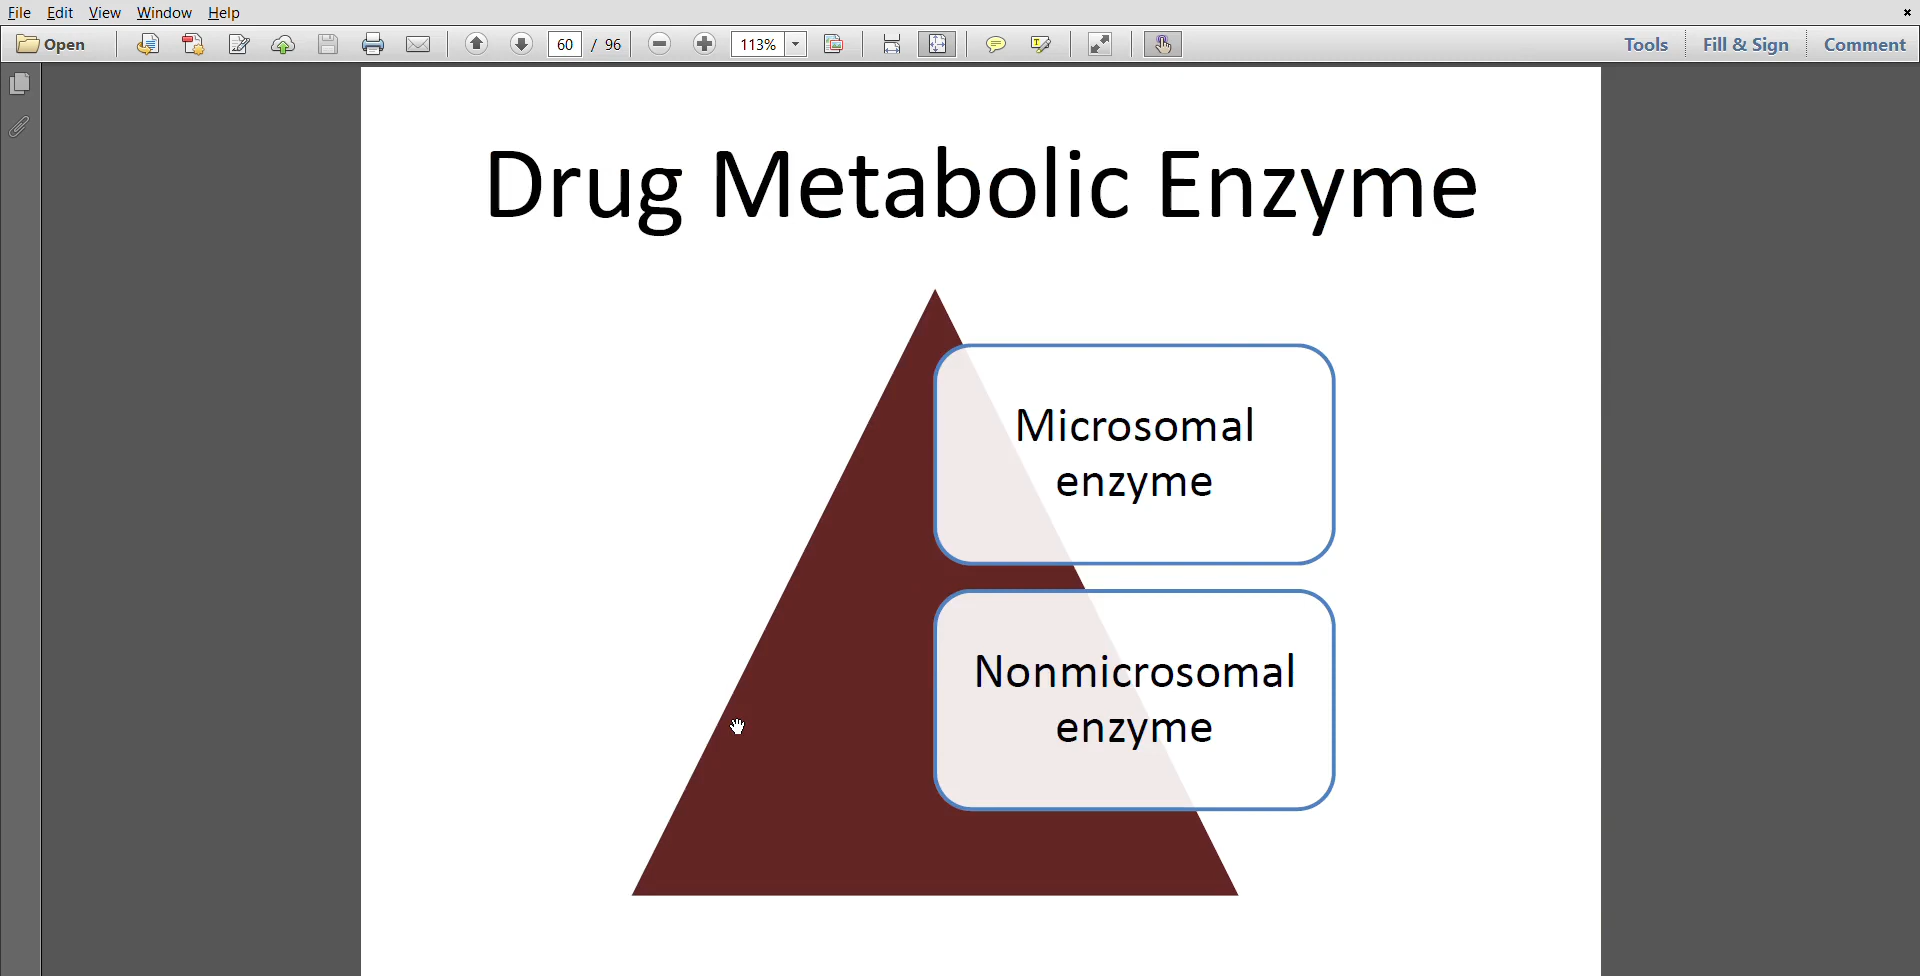 File Edit View Window Help
Open 60 / 96 113% Tools Fill & Sign Comment
Drug Metabolic Enzyme
Microsomal
enzyme
Nonmicrosomal
enzyme